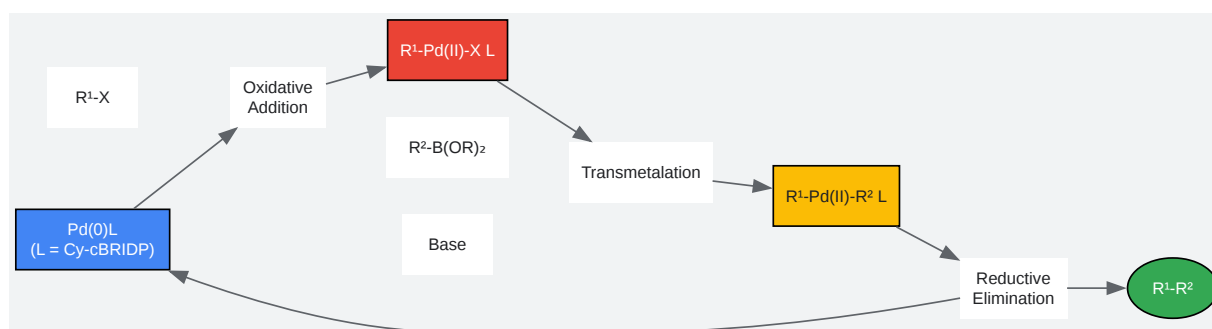 R¹-X
Oxidative
Addition
R¹-Pd(II)-X L
R²-B(OR)₂
Base
Pd(0)L
(L = Cy-cBRIDP)
Transmetalation
R¹-Pd(II)-R² L
Reductive
Elimination
R¹-R²